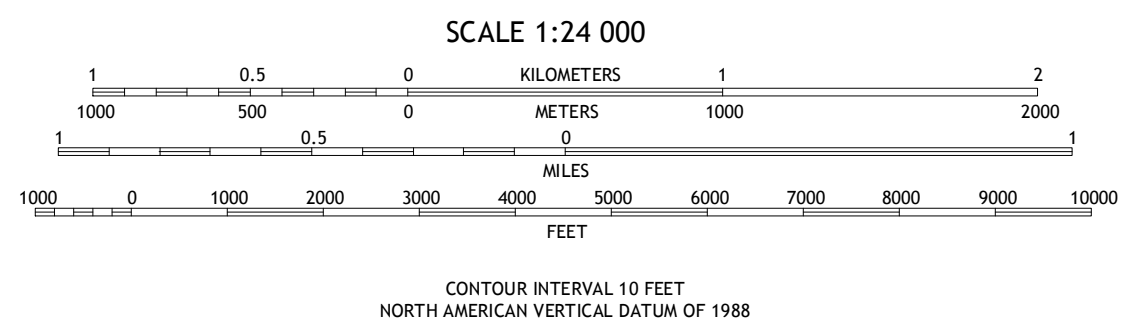 SCALE 1:24 000
1 0.5 0 KILOMETERS 1 2
1000 500 0 METERS 1000 2000
1 0.5 0 1
MILES
1000 0 1000 2000 3000 4000 5000 6000 7000 8000 9000 10000
FEET
CONTOUR INTERVAL 10 FEET
NORTH AMERICAN VERTICAL DATUM OF 1988